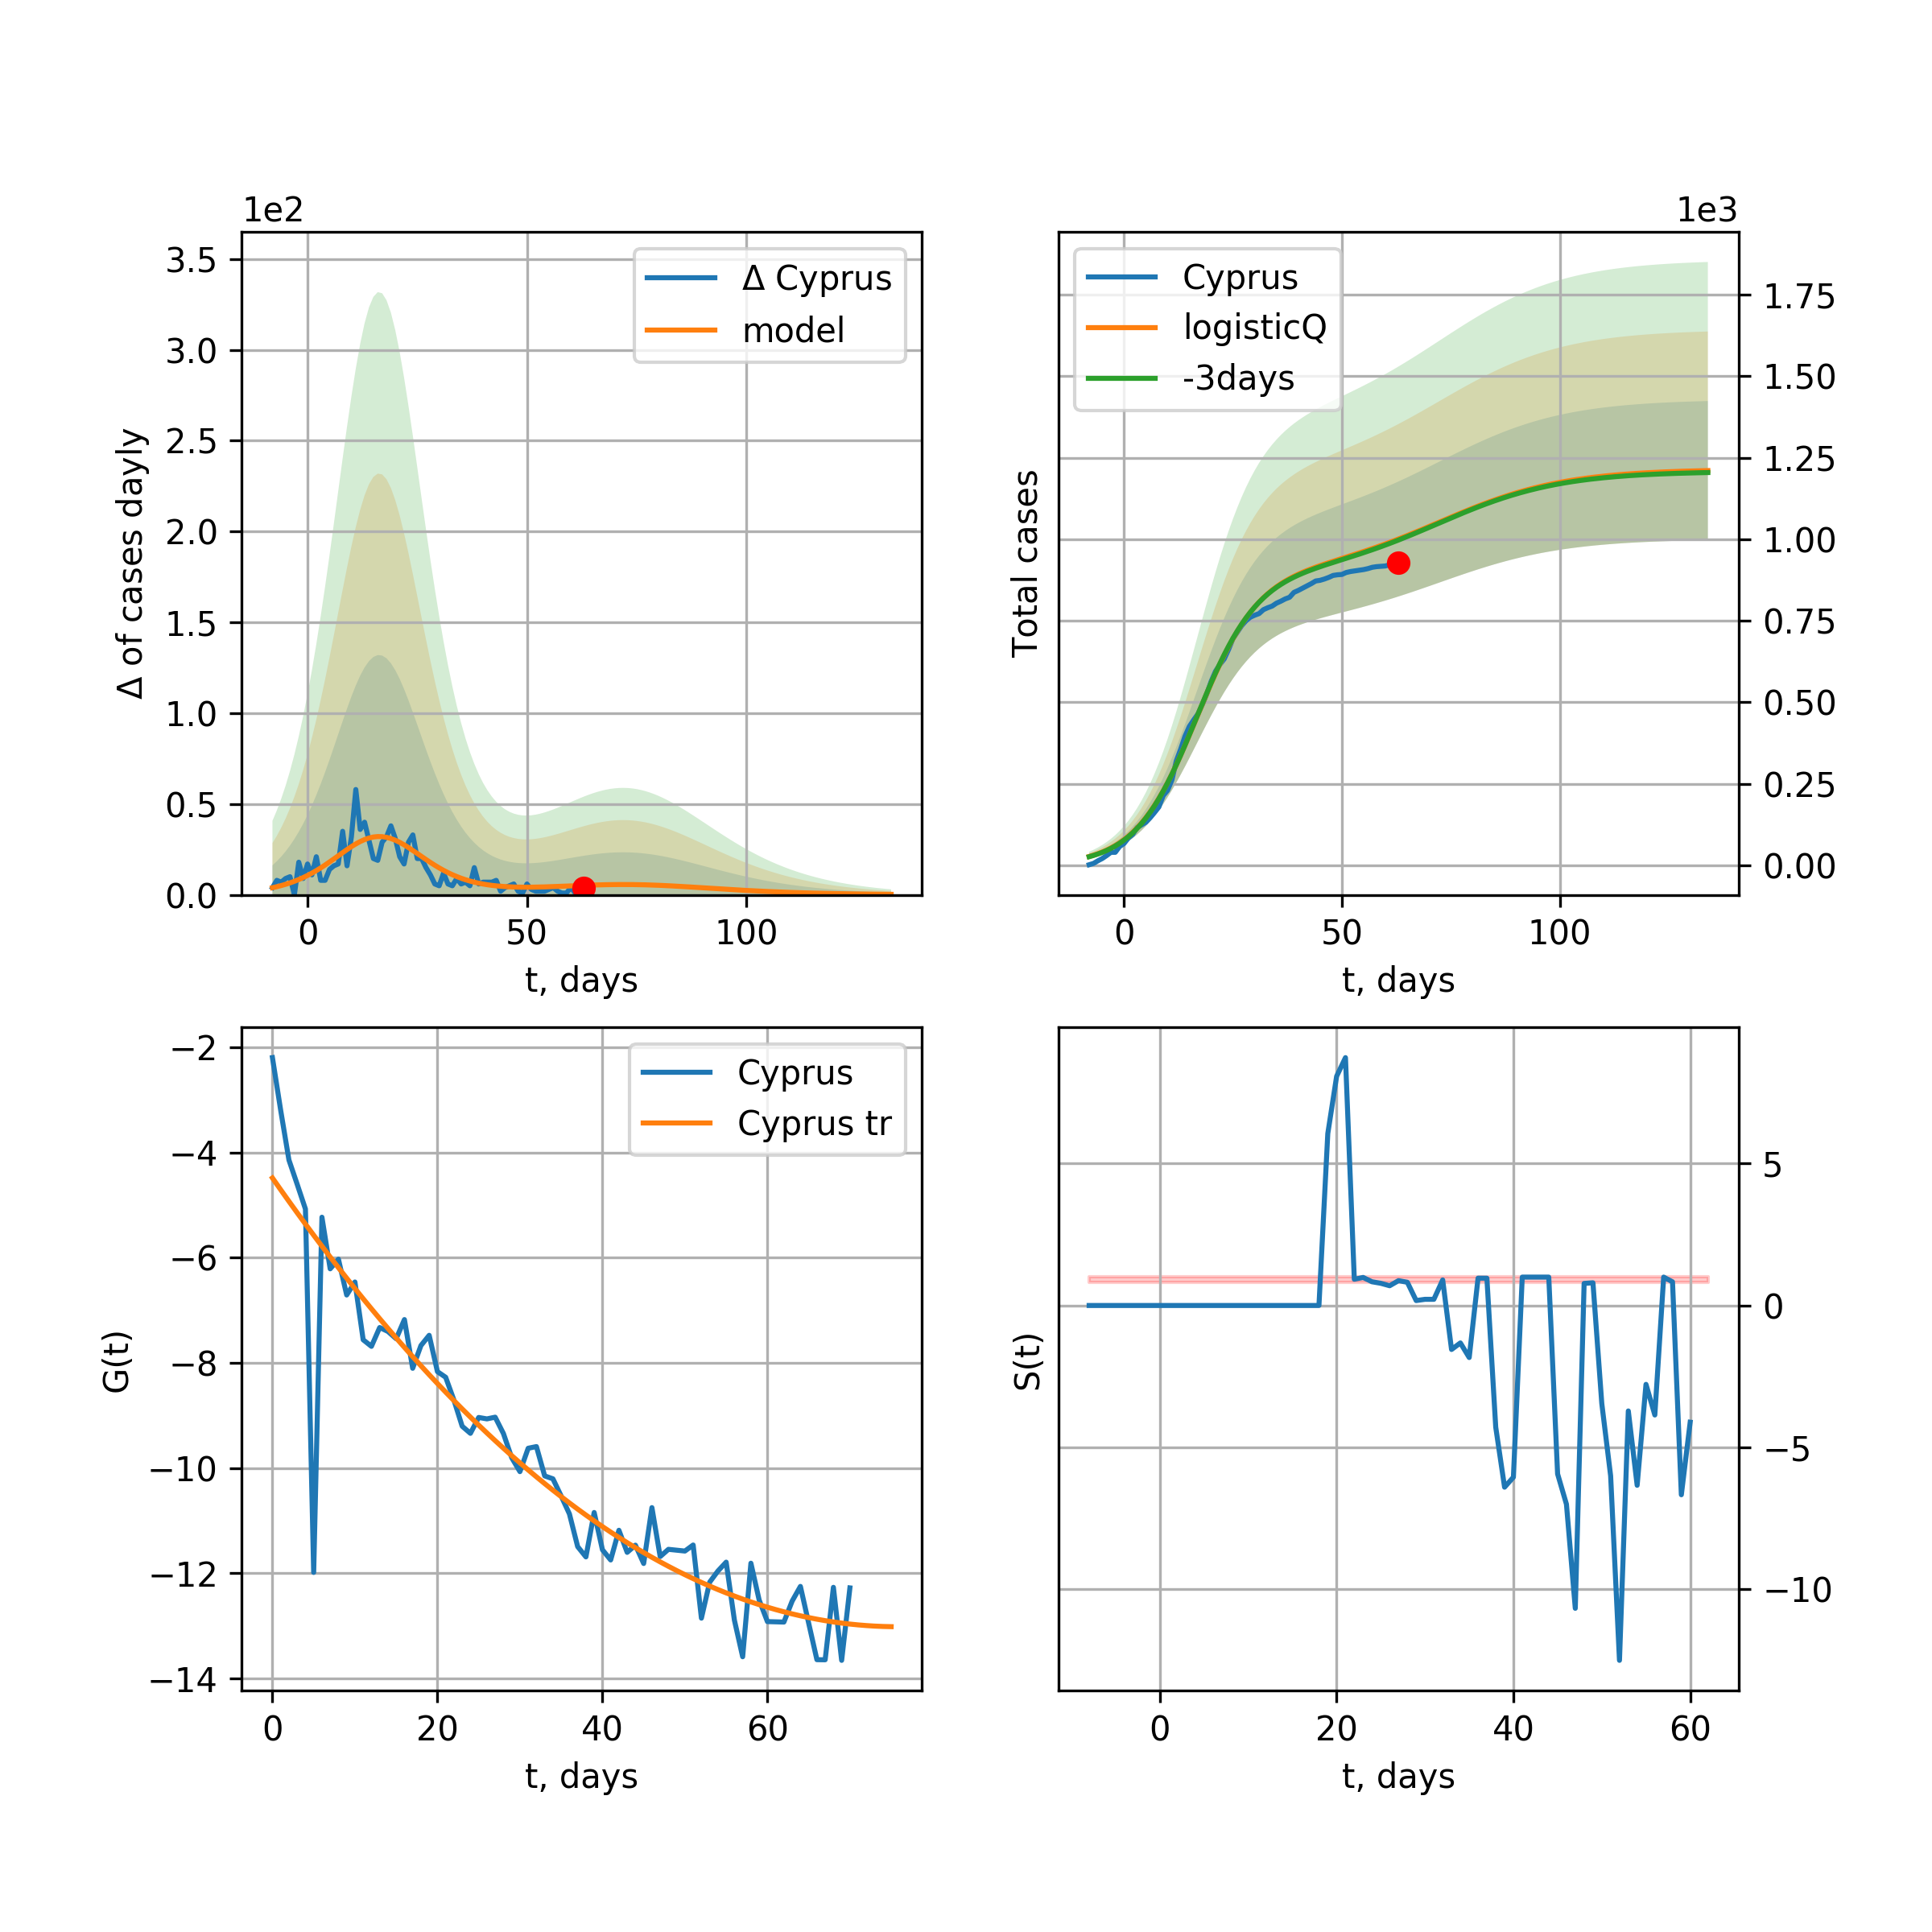 1e2
3.5
3.0
2.5
2.0
1.5
1.0
0.5
0.0
Δ of cases dayly
Δ Cyprus
model
0 50 100
t, days
1e3
Total cases
Cyprus
logisticQ
-3days
1.75
1.50
1.25
1.00
0.75
0.50
0.25
0.00
0 50 100
t, days
−2
−4
−6
−8
−10
−12
−14
G(t)
Cyprus
Cyprus tr
0 20 40 60
t, days
S(t)
5
0
−5
−10
0 20 40 60
t, days